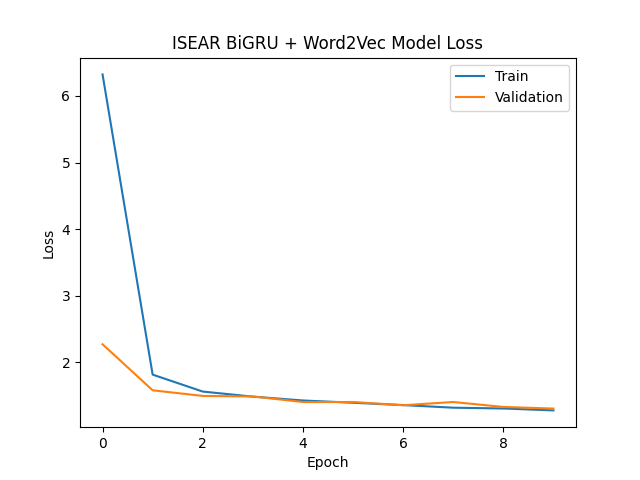 ISEAR BiGRU + Word2Vec Model Loss
Train
Validation
6
5
4
3
2
Loss
0 2 4 6 8
Epoch